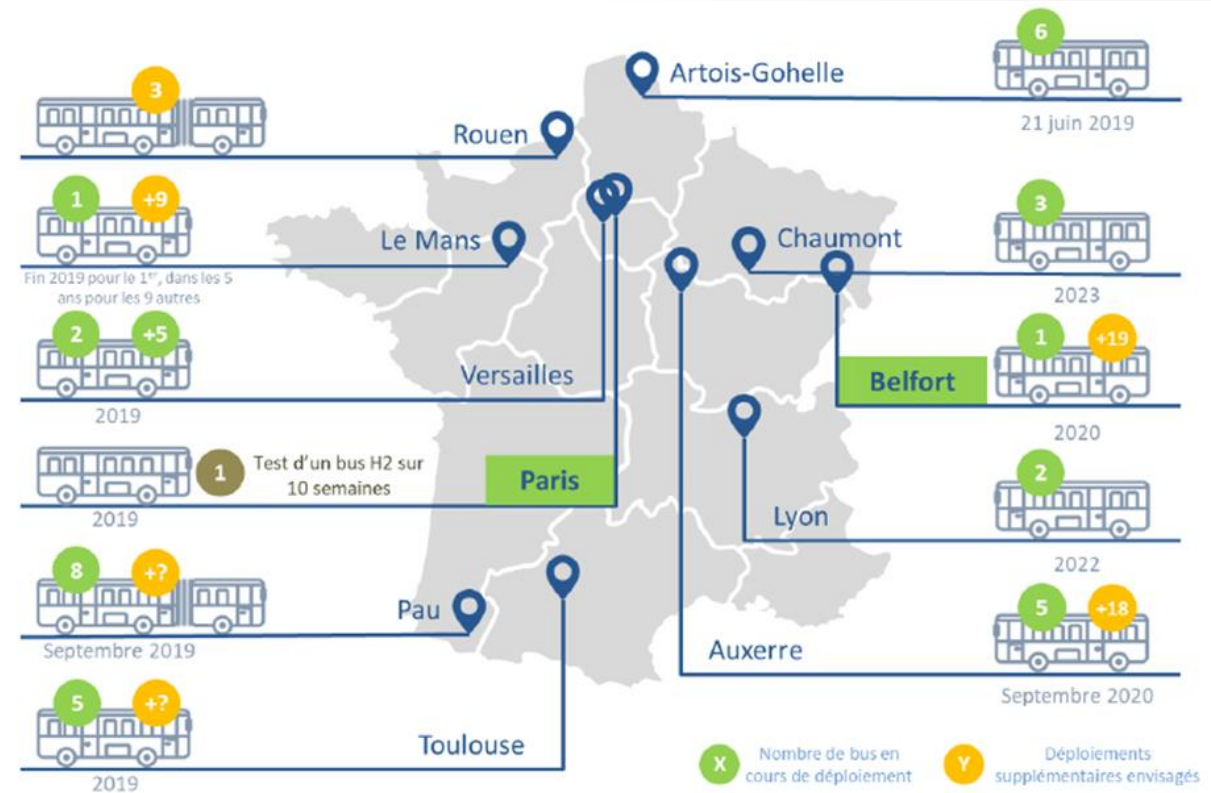 6
Artois-Gohelle
21 juin 2019
3
Rouen
1
+9
Le Mans
Fin 2019 pour le 1er, dans les 5
ans pour les 9 autres
3
Chaumont
2023
2
+5
Versailles
2019
1
+19
Belfort
2020
1
Test d'un bus H2 sur
10 semaines
Paris
2019
2
Lyon
2022
8
+?
Pau
Septembre 2019
5
+18
Auxerre
Septembre 2020
5
+?
Toulouse
2019
X
Nombre de bus en
cours de déploiement
Y
Déploiements
supplémentaires envisagés